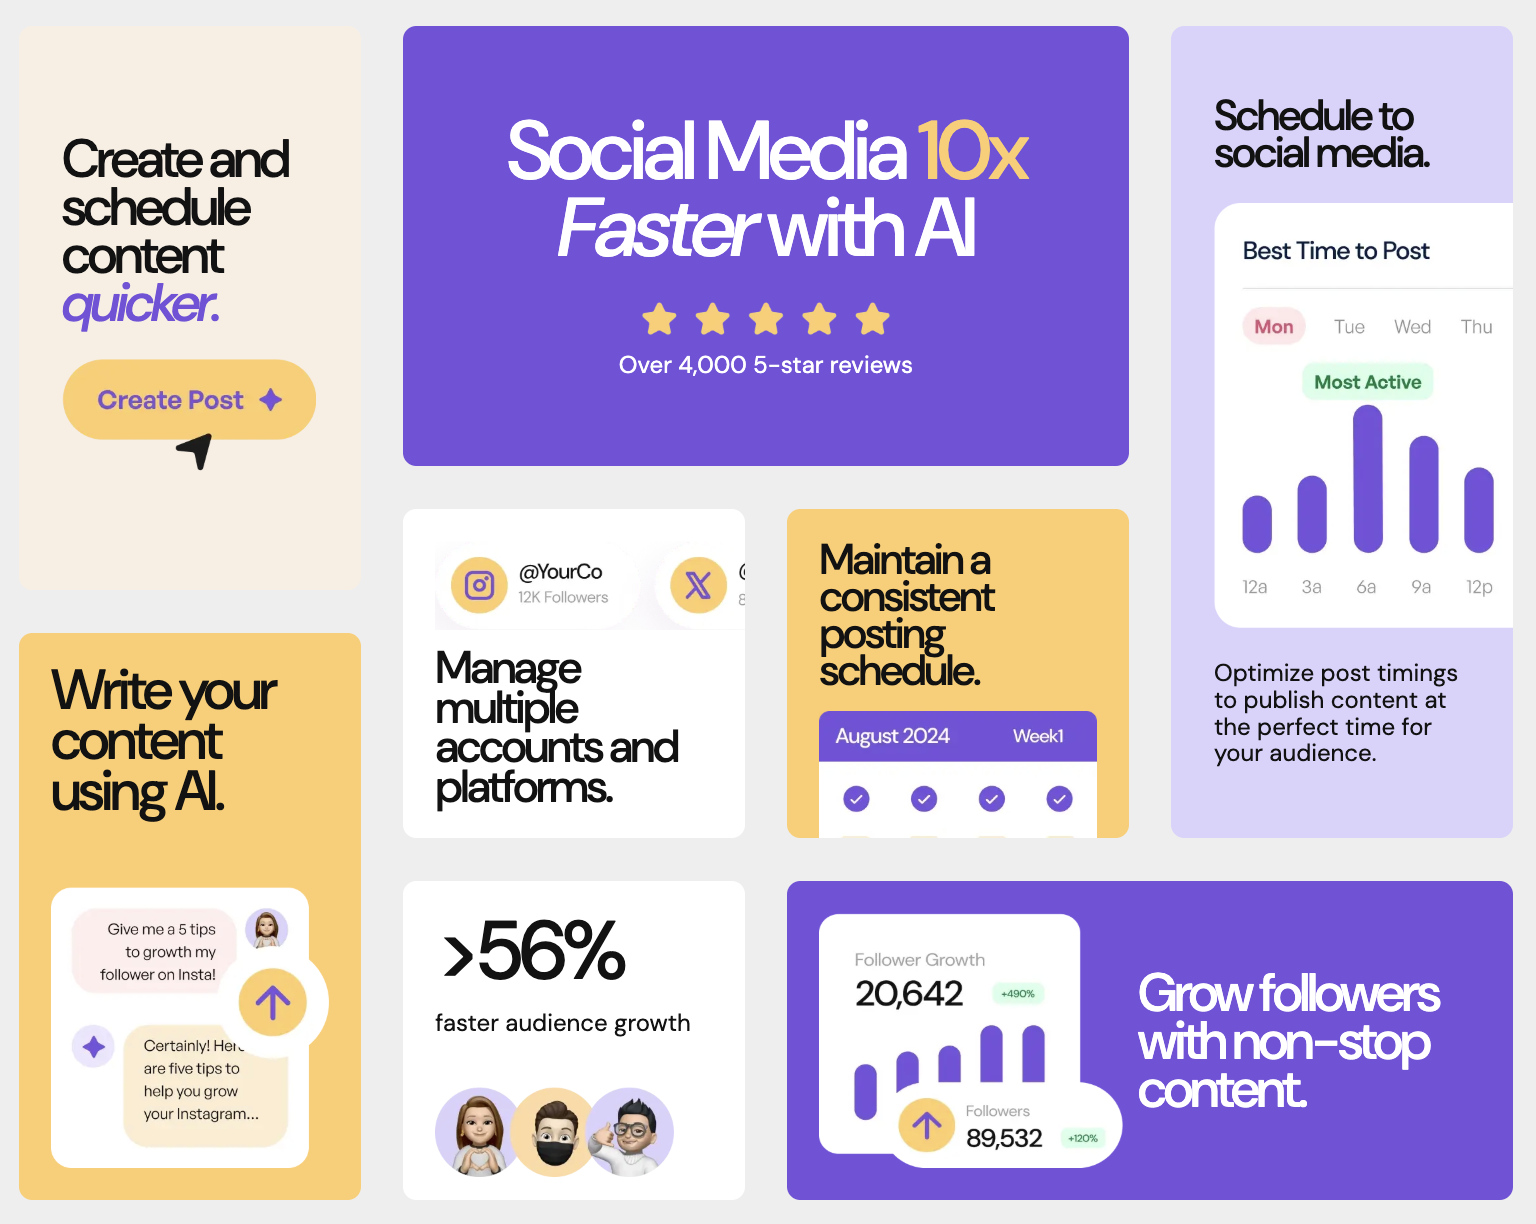 Create and
schedule
content
quicker.
Create Post
Social Media 10x
Faster with AI
Over 4,000 5-star reviews
Schedule to
social media.
Best Time to Post
Mon Tue Wed Thu
Most Active
12a 3a 6a 9a 12p
Optimize post timings
to publish content at
the perfect time for
your audience.
@YourCo
12K Followers
Manage
multiple
accounts and
platforms.
Maintain a
consistent
posting
schedule.
August 2024 Week1
Write your
content
using AI.
Give me a 5 tips
to growth my
follower on Insta!
Certainly! Here
are five tips to
help you grow
your Instagram...
>56%
faster audience growth
Follower Growth
20,642 +490%
Followers
89,532 +120%
Grow followers
with non-stop
content.